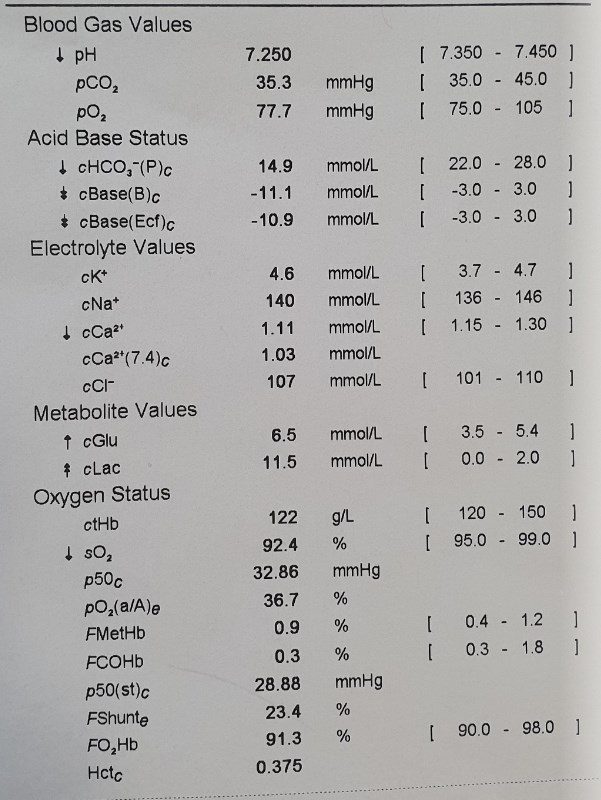 Blood Gas Values
↓ pH 7.250 [ 7.350 - 7.450 ]
pCO₂ 35.3 mmHg [ 35.0 - 45.0 ]
pO₂ 77.7 mmHg [ 75.0 - 105 ]
Acid Base Status
↓ cHCO₃⁻(P)c 14.9 mmol/L [ 22.0 - 28.0 ]
⇟ cBase(B)c -11.1 mmol/L [ -3.0 - 3.0 ]
⇟ cBase(Ecf)c -10.9 mmol/L [ -3.0 - 3.0 ]
Electrolyte Values
cK⁺ 4.6 mmol/L [ 3.7 - 4.7 ]
cNa⁺ 140 mmol/L [ 136 - 146 ]
↓ cCa²⁺ 1.11 mmol/L [ 1.15 - 1.30 ]
cCa²⁺(7.4)c 1.03 mmol/L
cCl⁻ 107 mmol/L [ 101 - 110 ]
Metabolite Values
↑ cGlu 6.5 mmol/L [ 3.5 - 5.4 ]
⇞ cLac 11.5 mmol/L [ 0.0 - 2.0 ]
Oxygen Status
ctHb 122 g/L [ 120 - 150 ]
↓ sO₂ 92.4 % [ 95.0 - 99.0 ]
p50c 32.86 mmHg
pO₂(a/A)e 36.7 %
FMetHb 0.9 % [ 0.4 - 1.2 ]
FCOHb 0.3 % [ 0.3 - 1.8 ]
p50(st)c 28.88 mmHg
FShunte 23.4 %
FO₂Hb 91.3 % [ 90.0 - 98.0 ]
Hctc 0.375